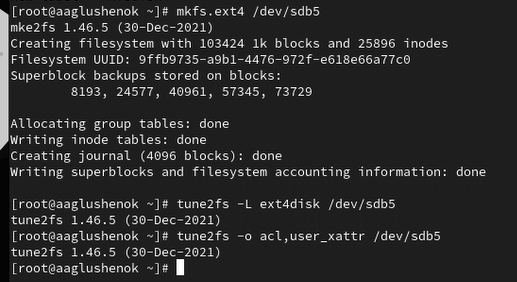 [root@aaglushenok ~]# mkfs.ext4 /dev/sdb5
mke2fs 1.46.5 (30-Dec-2021)
Creating filesystem with 103424 1k blocks and 25896 inodes
Filesystem UUID: 9ffb9735-a9b1-4476-972f-e618e66a77c0
Superblock backups stored on blocks:
        8193, 24577, 40961, 57345, 73729

Allocating group tables: done
Writing inode tables: done
Creating journal (4096 blocks): done
Writing superblocks and filesystem accounting information: done

[root@aaglushenok ~]# tune2fs -L ext4disk /dev/sdb5
tune2fs 1.46.5 (30-Dec-2021)
[root@aaglushenok ~]# tune2fs -o acl,user_xattr /dev/sdb5
tune2fs 1.46.5 (30-Dec-2021)
[root@aaglushenok ~]#